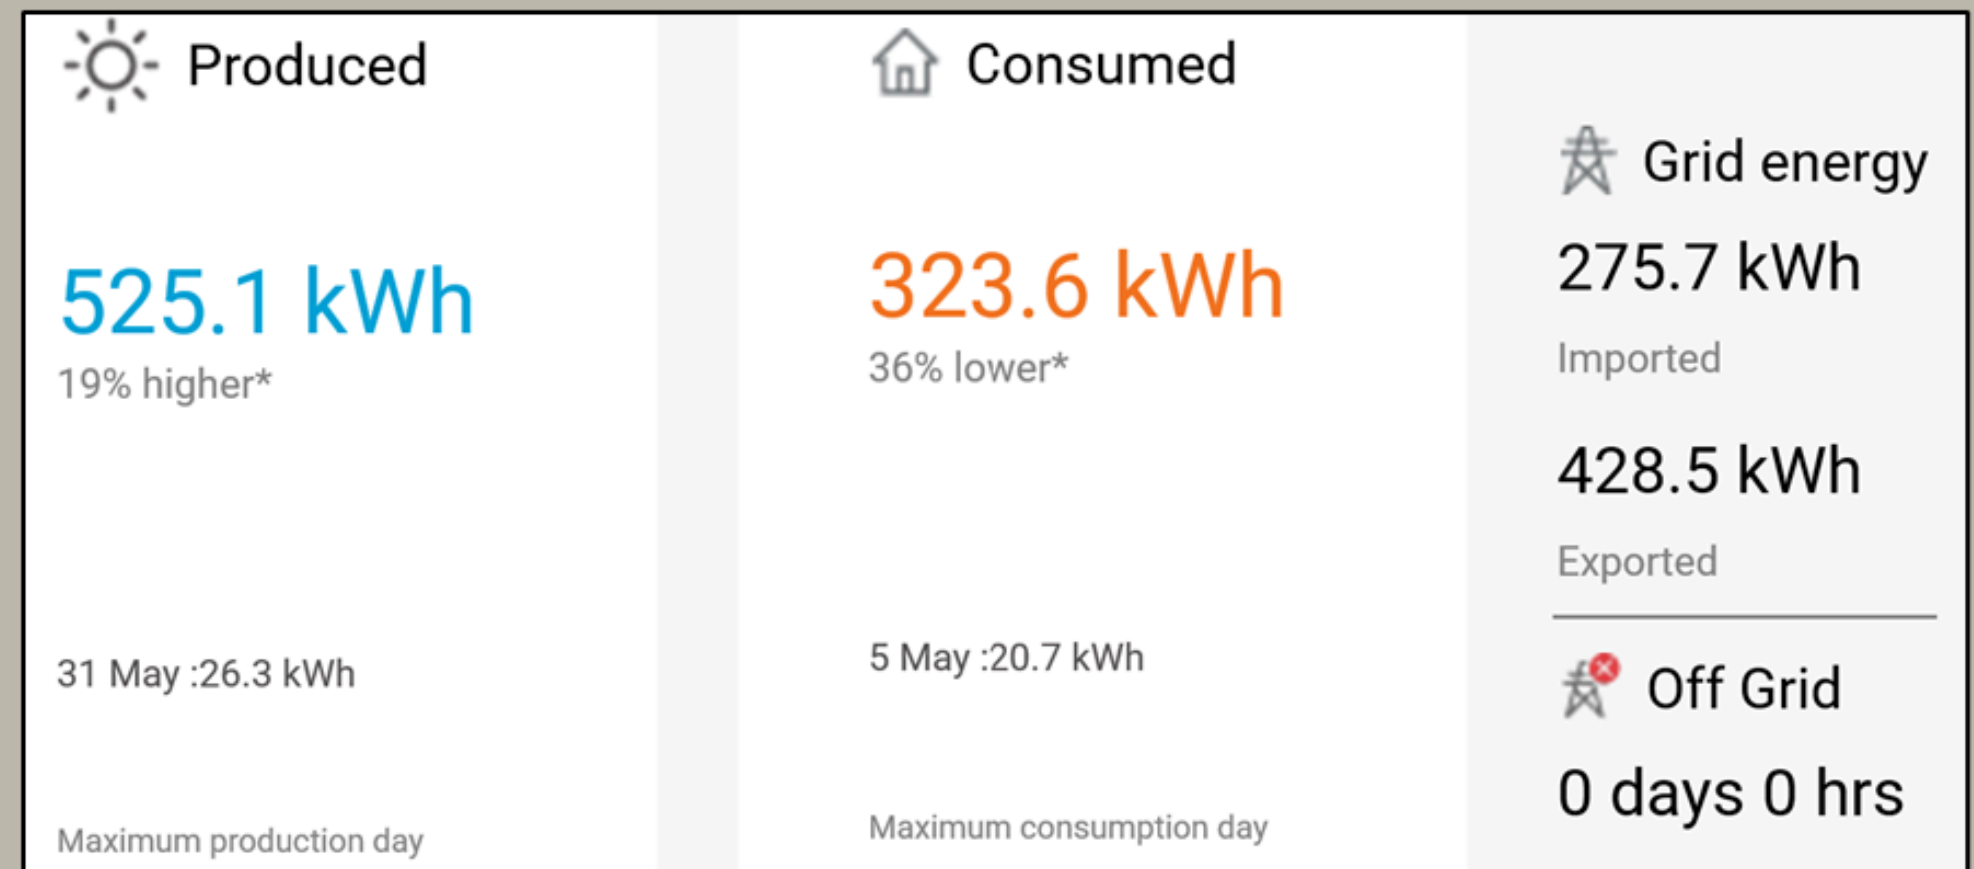 Produced
525.1 kWh
19% higher*
31 May :26.3 kWh
Maximum production day
Consumed
323.6 kWh
36% lower*
5 May :20.7 kWh
Maximum consumption day
Grid energy
275.7 kWh
Imported
428.5 kWh
Exported
Off Grid
0 days 0 hrs